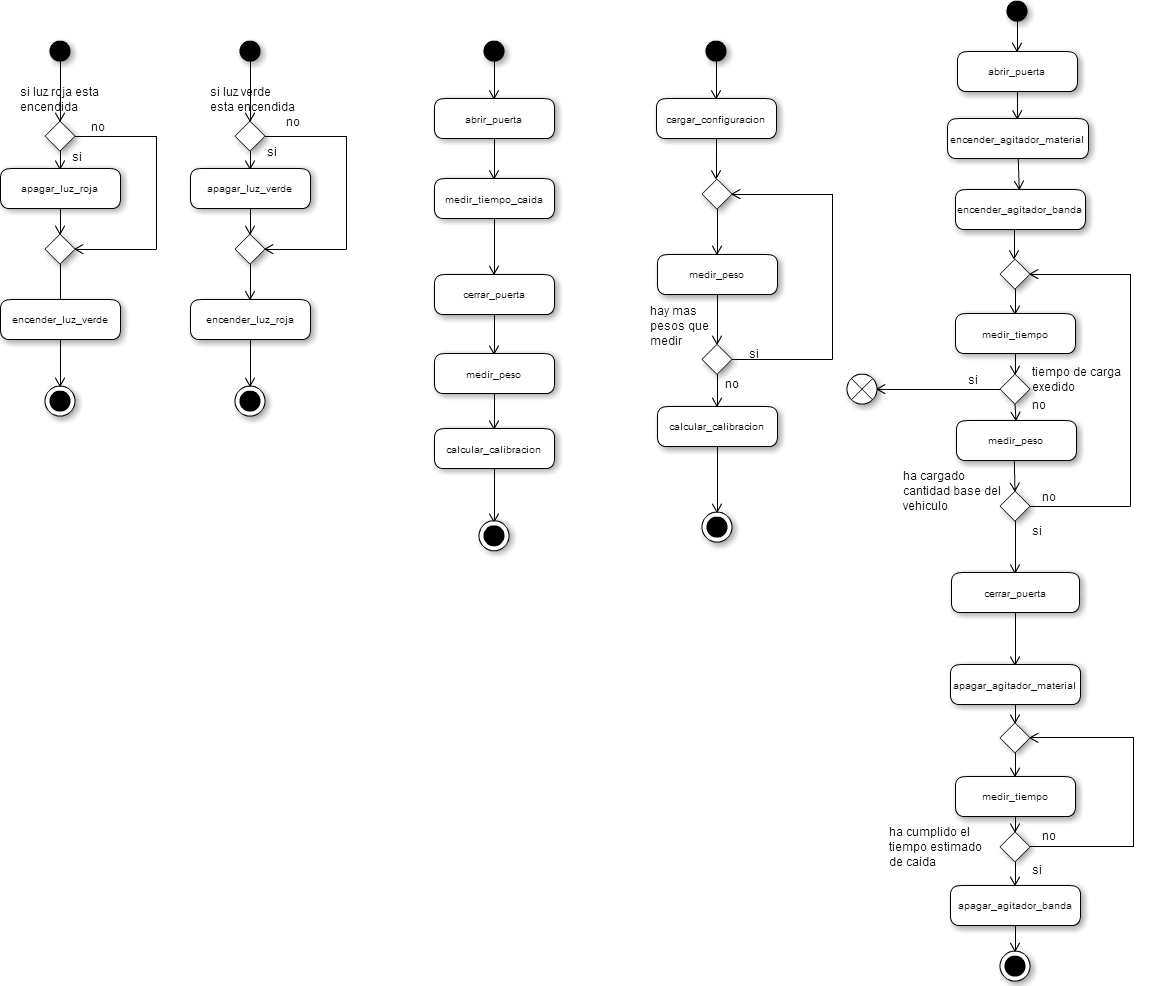 si luz roja esta
encendida
no
si
apagar_luz_roja
encender_luz_verde
si luz verde
esta encendida
no
si
apagar_luz_verde
encender_luz_roja
abrir_puerta
medir_tiempo_caida
cerrar_puerta
medir_peso
calcular_calibracion
cargar_configuracion
medir_peso
hay mas
pesos que
medir
si
no
calcular_calibracion
abrir_puerta
encender_agitador_material
encender_agitador_banda
medir_tiempo
tiempo de carga
exedido
si
no
medir_peso
ha cargado
cantidad base del
vehiculo
no
si
cerrar_puerta
apagar_agitador_material
medir_tiempo
ha cumplido el
tiempo estimado
de caida
no
si
apagar_agitador_banda